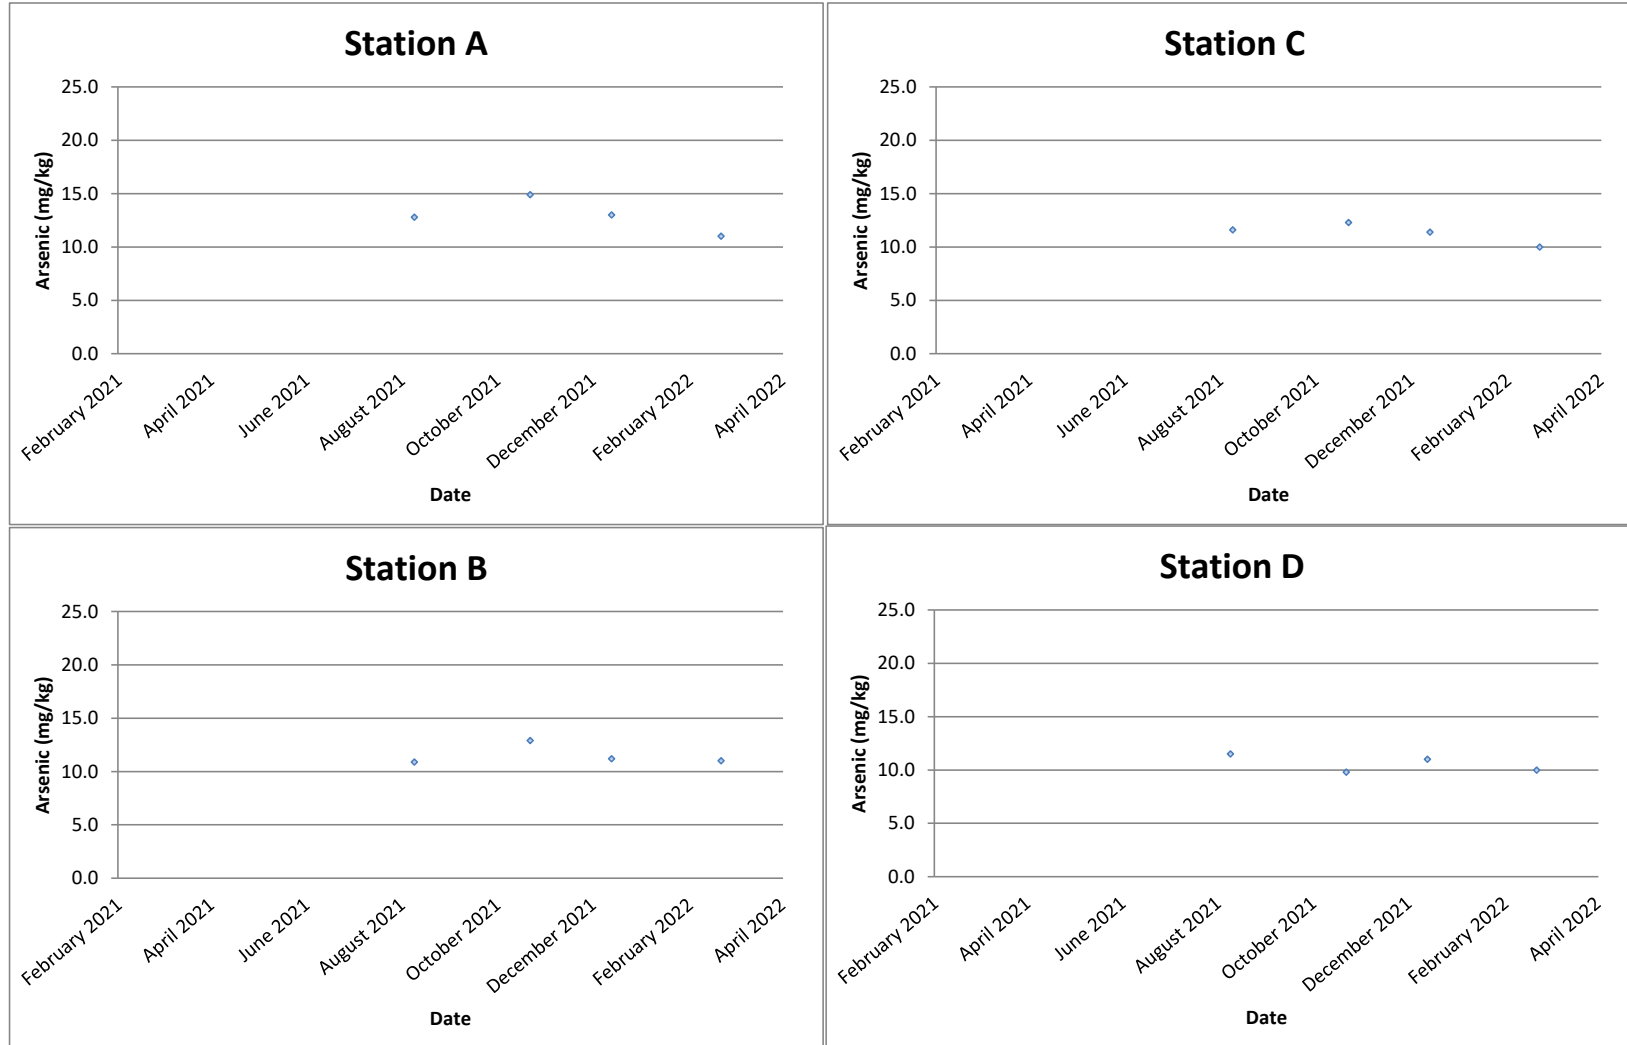 Station A
25.0
20.0
15.0
10.0
5.0
0.0
Arsenic (mg/kg)
February 2021
April 2021
June 2021
August 2021
October 2021
December 2021
February 2022
April 2022
Date
Station C
25.0
20.0
15.0
10.0
5.0
0.0
Arsenic (mg/kg)
February 2021
April 2021
June 2021
August 2021
October 2021
December 2021
February 2022
April 2022
Date
Station B
25.0
20.0
15.0
10.0
5.0
0.0
Arsenic (mg/kg)
February 2021
April 2021
June 2021
August 2021
October 2021
December 2021
February 2022
April 2022
Date
Station D
25.0
20.0
15.0
10.0
5.0
0.0
Arsenic (mg/kg)
February 2021
April 2021
June 2021
August 2021
October 2021
December 2021
February 2022
April 2022
Date